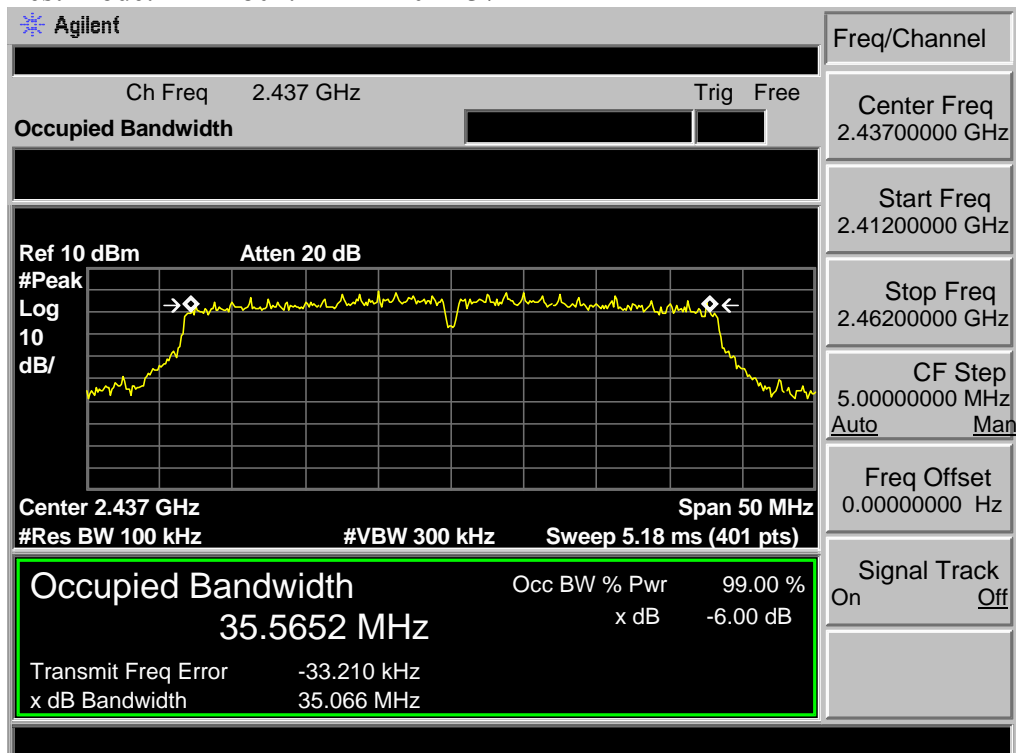 Agilent
Freq/Channel
Ch Freq 2.437 GHz Trig Free
Occupied Bandwidth
Center Freq
2.43700000 GHz
Start Freq
2.41200000 GHz
Ref 10 dBm Atten 20 dB
#Peak
Log
10
dB/
Stop Freq
2.46200000 GHz
CF Step
5.00000000 MHz
Auto Man
Freq Offset
0.00000000 Hz
Center 2.437 GHz Span 50 MHz
#Res BW 100 kHz #VBW 300 kHz Sweep 5.18 ms (401 pts)
Signal Track
On Off
Occupied Bandwidth Occ BW % Pwr 99.00 %
35.5652 MHz x dB -6.00 dB
Transmit Freq Error -33.210 kHz
x dB Bandwidth 35.066 MHz